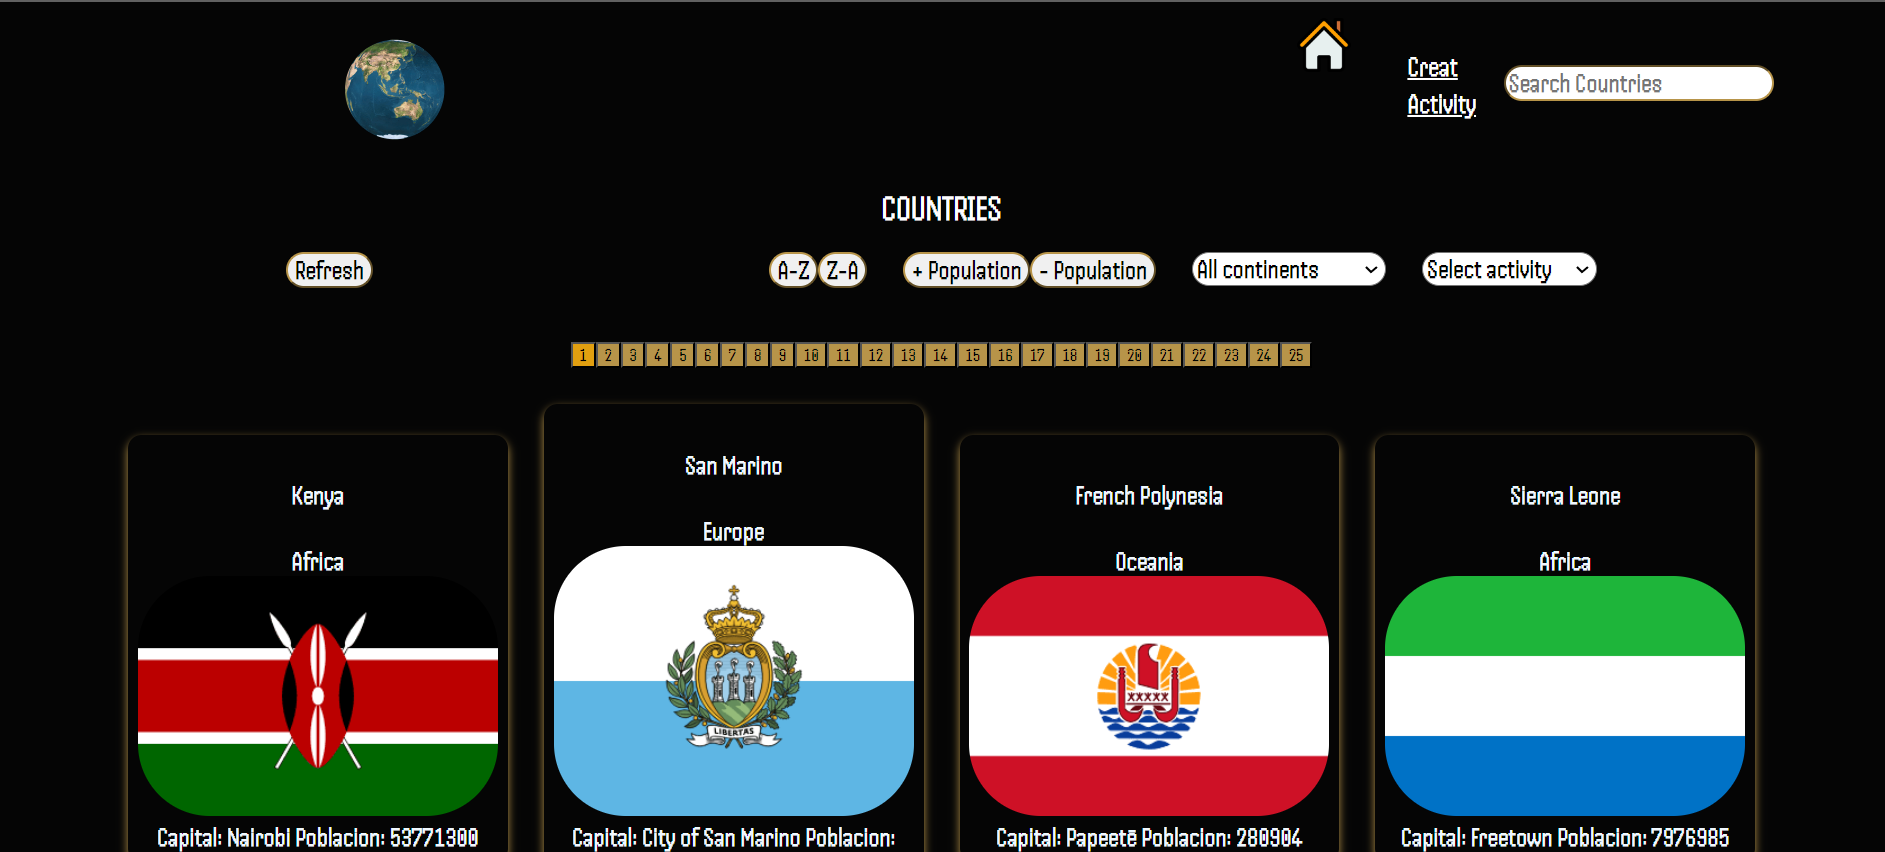 Creat
Activity
Search Countries
COUNTRIES
Refresh
A-Z Z-A + Population - Population All continents Select activity
1 2 3 4 5 6 7 8 9 10 11 12 13 14 15 16 17 18 19 20 21 22 23 24 25
Kenya
Africa
Capital: Nairobi Poblacion: 53771300
San Marino
Europe
LIBERTAS
Capital: City of San Marino Poblacion:
French Polynesia
Oceania
Capital: Papeetē Poblacion: 280904
Sierra Leone
Africa
Capital: Freetown Poblacion: 7976985